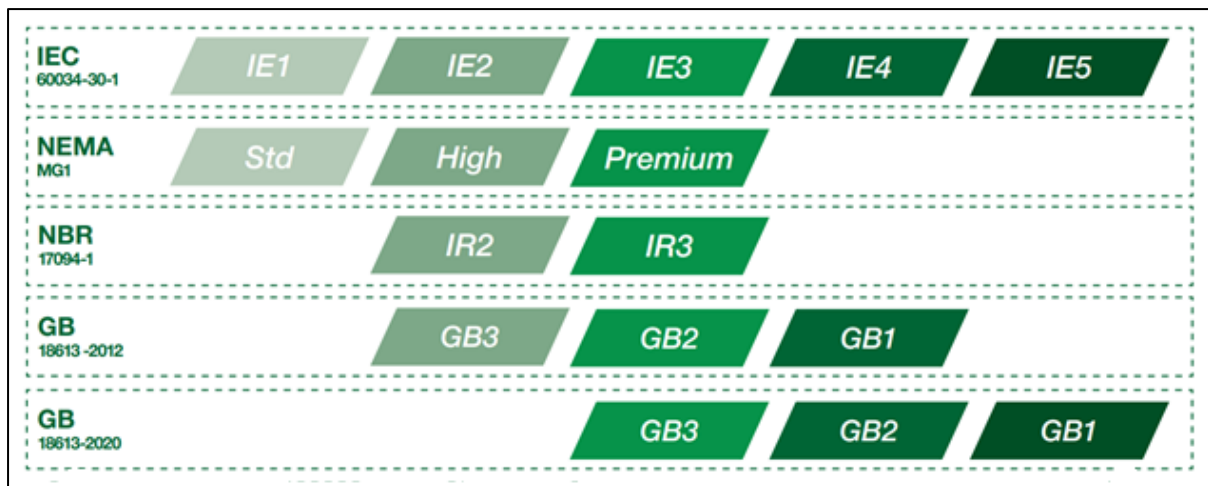 IEC
60034-30-1
IE1 IE2 IE3 IE4 IE5
NEMA
MG1
Std High Premium
NBR
17094-1
IR2 IR3
GB
18613 -2012
GB3 GB2 GB1
GB
18613-2020
GB3 GB2 GB1